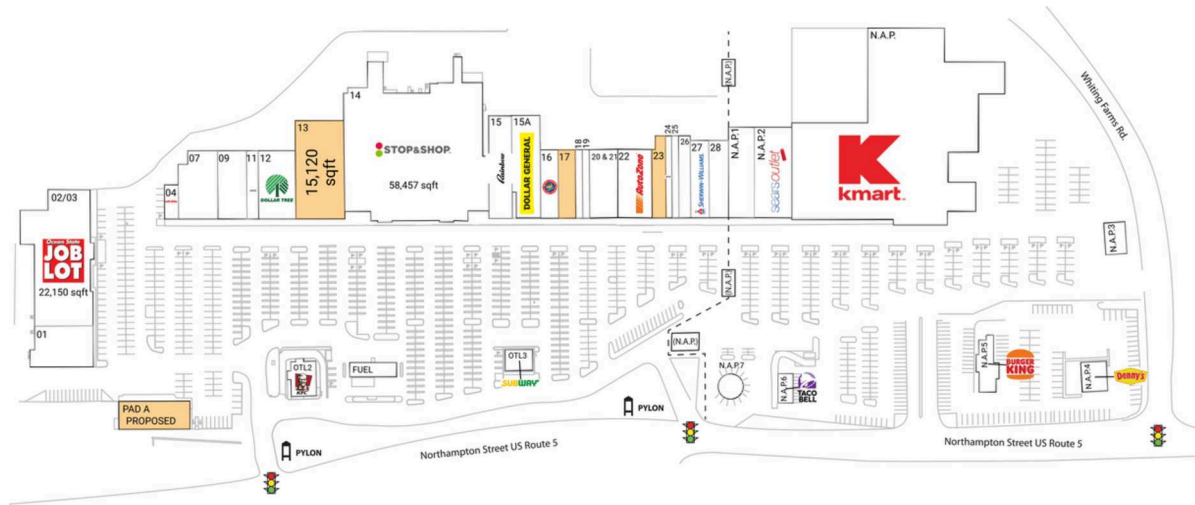 N.A.P.
Whiting Farms Rd.
(N.A.P.)
14
13
15,120
sqft
STOP&SHOP
58,457 sqft
15
Rainbow
15A
DOLLAR GENERAL
16
17
18
19
20 & 21
22
AutoZone
23
24
25
26
27
SHERWIN-WILLIAMS
28
N.A.P.1
N.A.P.2
sears outlet
K
kmart
07
09
11
12
DOLLAR TREE
04
02/03
Ocean State
JOB
LOT
22,150 sqft
01
N.A.P.3
(N.A.P.)
(N.A.P.)
OTL2
KFC
FUEL
OTL3
SUBWAY
N.A.P.7
N.A.P.6
TACO
BELL
N.A.P.5
BURGER
KING
N.A.P.4
DENNY'S
PAD A
PROPOSED
PYLON
PYLON
Northampton Street US Route 5
Northampton Street US Route 5